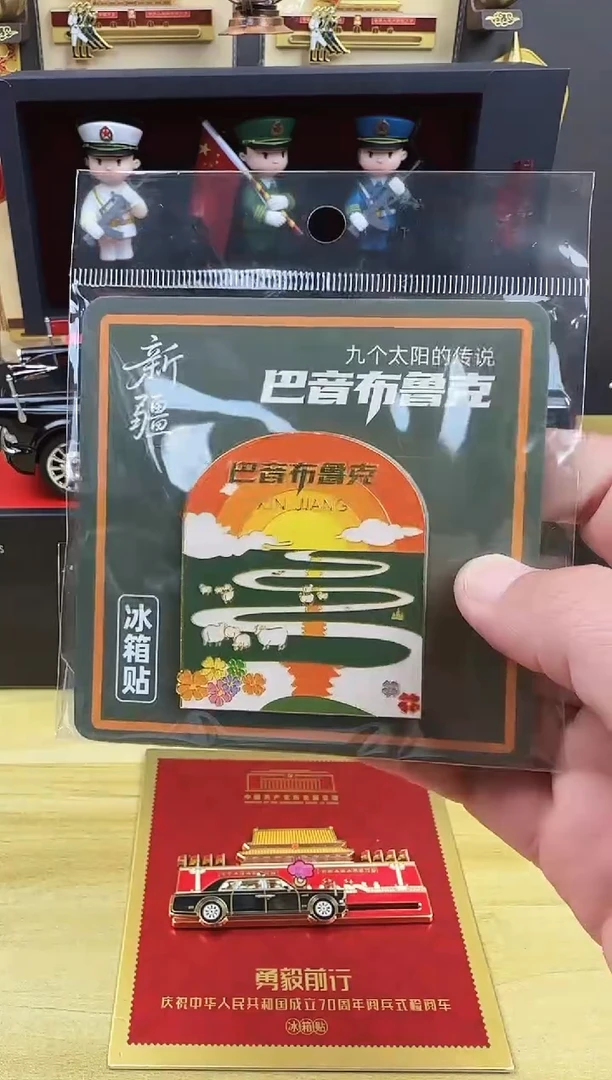 九个太阳的传说
巴音布鲁克
新疆
巴音布鲁克
XIN JIANG
冰箱贴
勇毅前行
庆祝中华人民共和国成立70周年阅兵式检阅车
冰箱贴